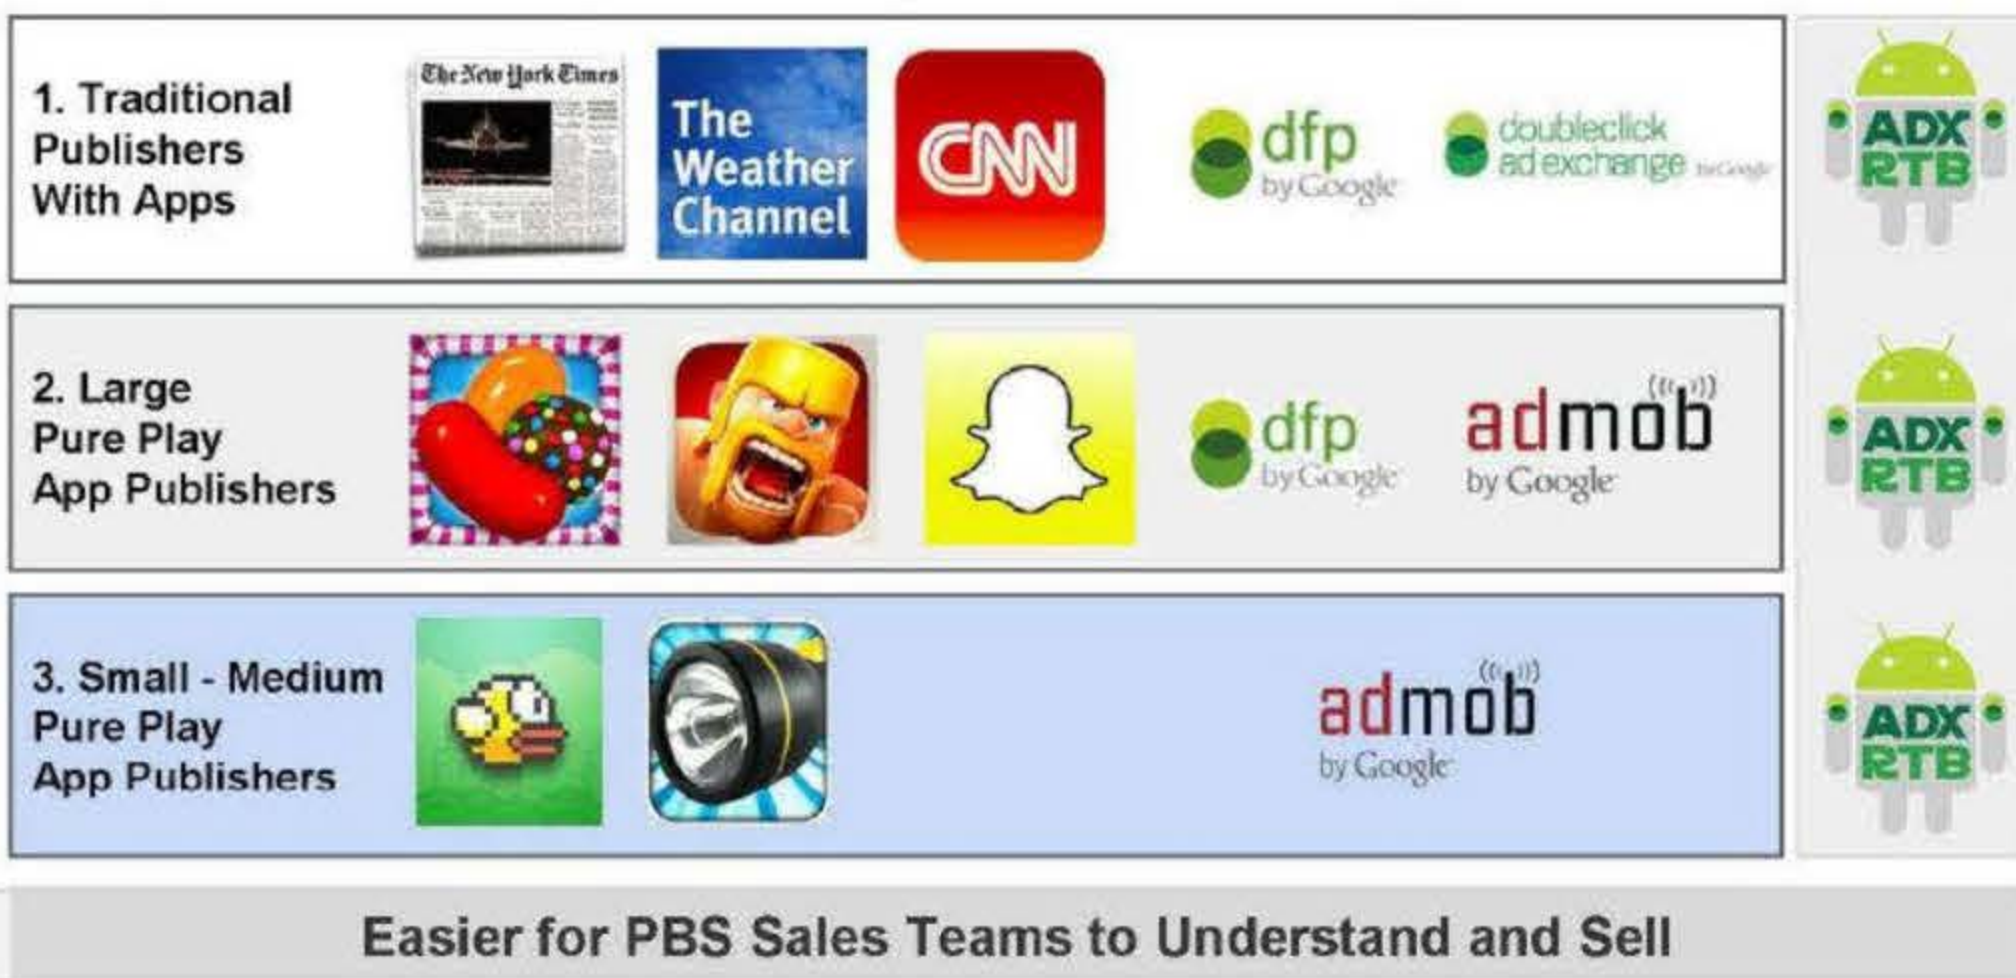 1. Traditional
Publishers
With Apps
The New York Times
The
Weather
Channel
CNN
dfp
by Google
doubleclick
ad exchange by Google
ADX
RTB
2. Large
Pure Play
App Publishers
dfp
by Google
admob
by Google
ADX
RTB
3. Small - Medium
Pure Play
App Publishers
admob
by Google
ADX
RTB
Easier for PBS Sales Teams to Understand and Sell